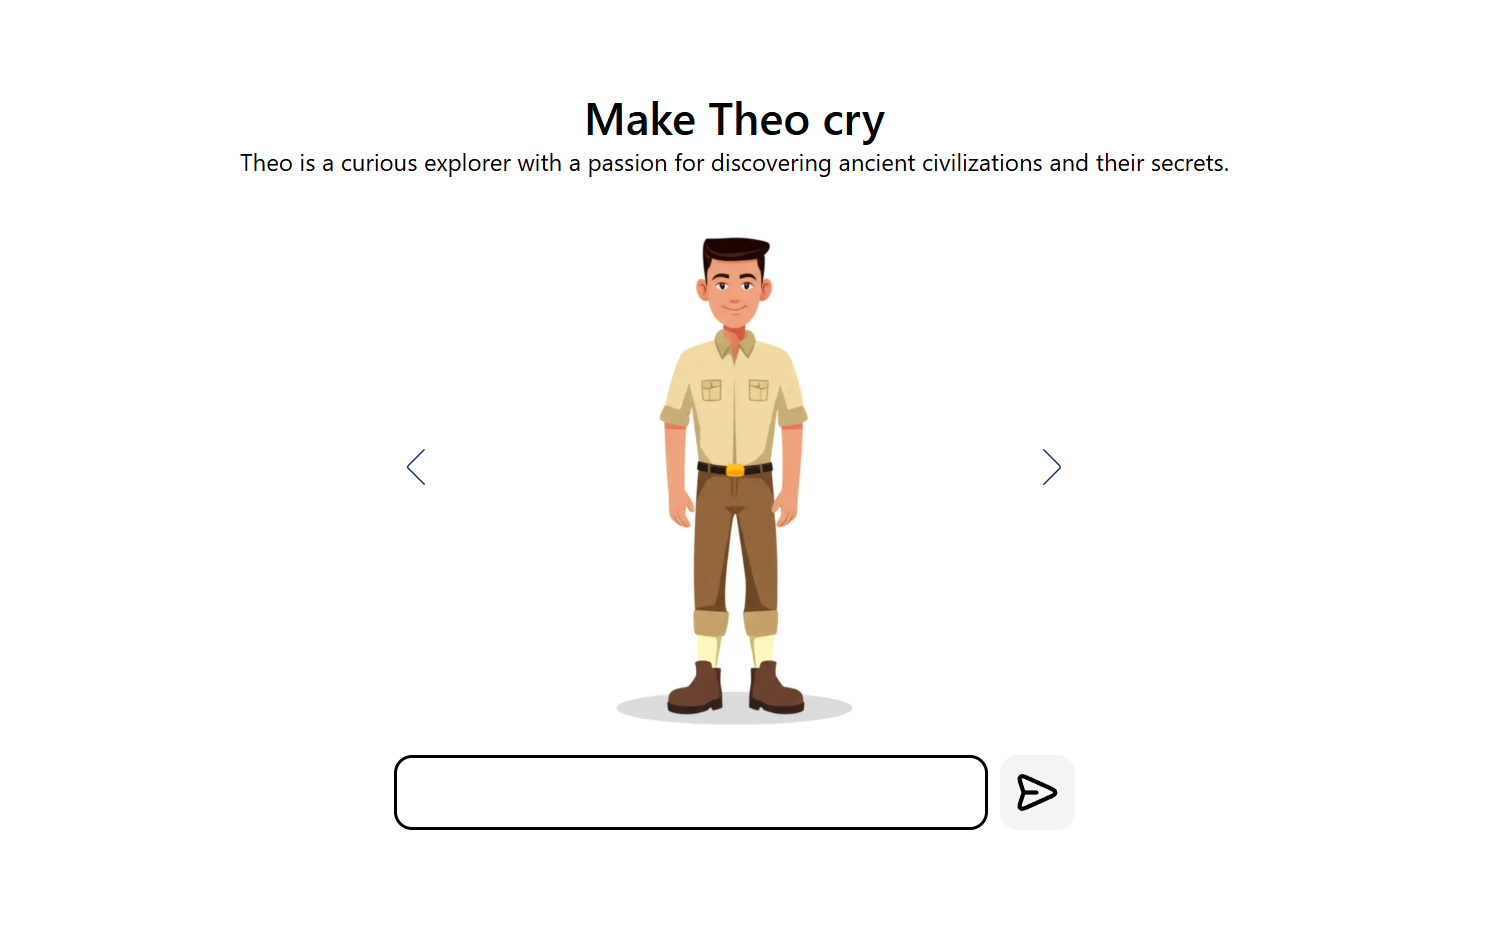 Make Theo cry
Theo is a curious explorer with a passion for discovering ancient civilizations and their secrets.